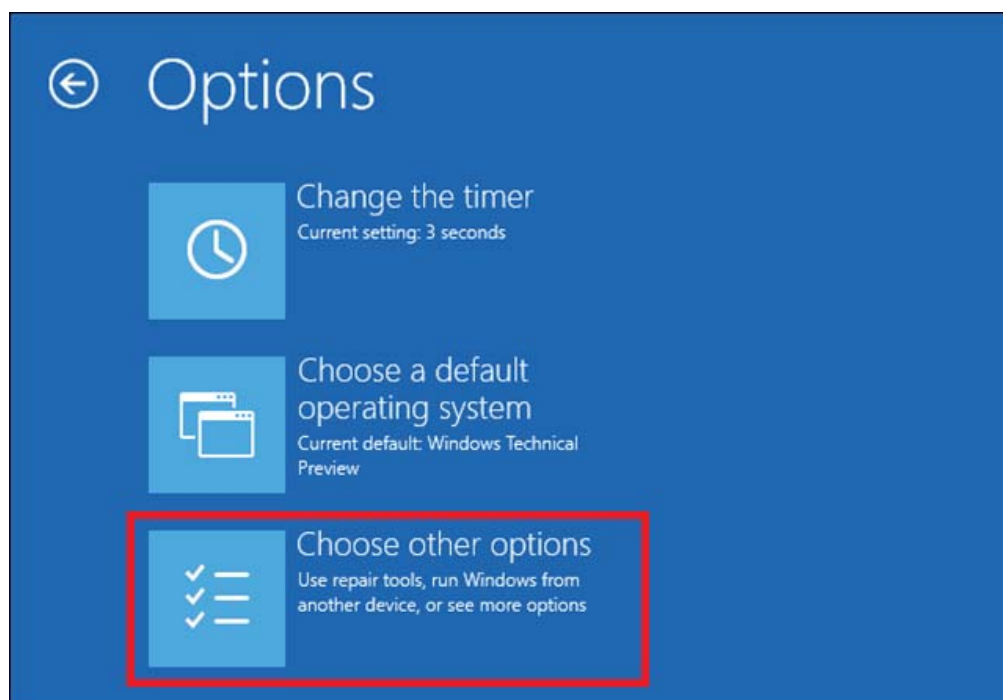 Options
Change the timer
Current setting: 3 seconds
Choose a default
operating system
Current default: Windows Technical
Preview
Choose other options
Use repair tools, run Windows from
another device, or see more options